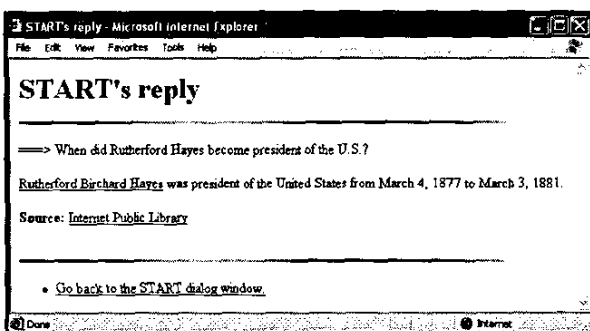 START's reply - Microsoft Internet Explorer
File Edit View Favorites Tools Help
START's reply
===> When did Rutherford Hayes become president of the U.S.?
Rutherford Birchard Hayes was president of the United States from March 4, 1877 to March 3, 1881.
Source: Internet Public Library
• Go back to the START dialog window.
Done Internet